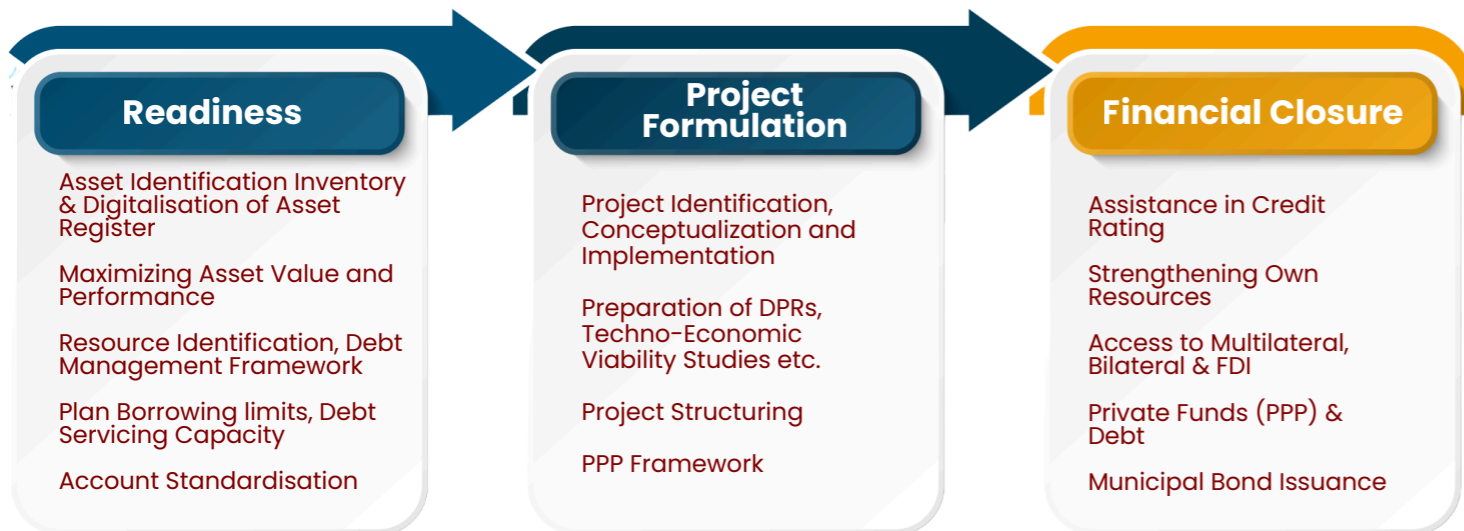 Readiness
Asset Identification Inventory
& Digitalisation of Asset
Register
Maximizing Asset Value and
Performance
Resource Identification, Debt
Management Framework
Plan Borrowing limits, Debt
Servicing Capacity
Account Standardisation
Project
Formulation
Project Identification,
Conceptualization and
Implementation
Preparation of DPRs,
Techno-Economic
Viability Studies etc.
Project Structuring
PPP Framework
Financial Closure
Assistance in Credit
Rating
Strengthening Own
Resources
Access to Multilateral,
Bilateral & FDI
Private Funds (PPP) &
Debt
Municipal Bond Issuance